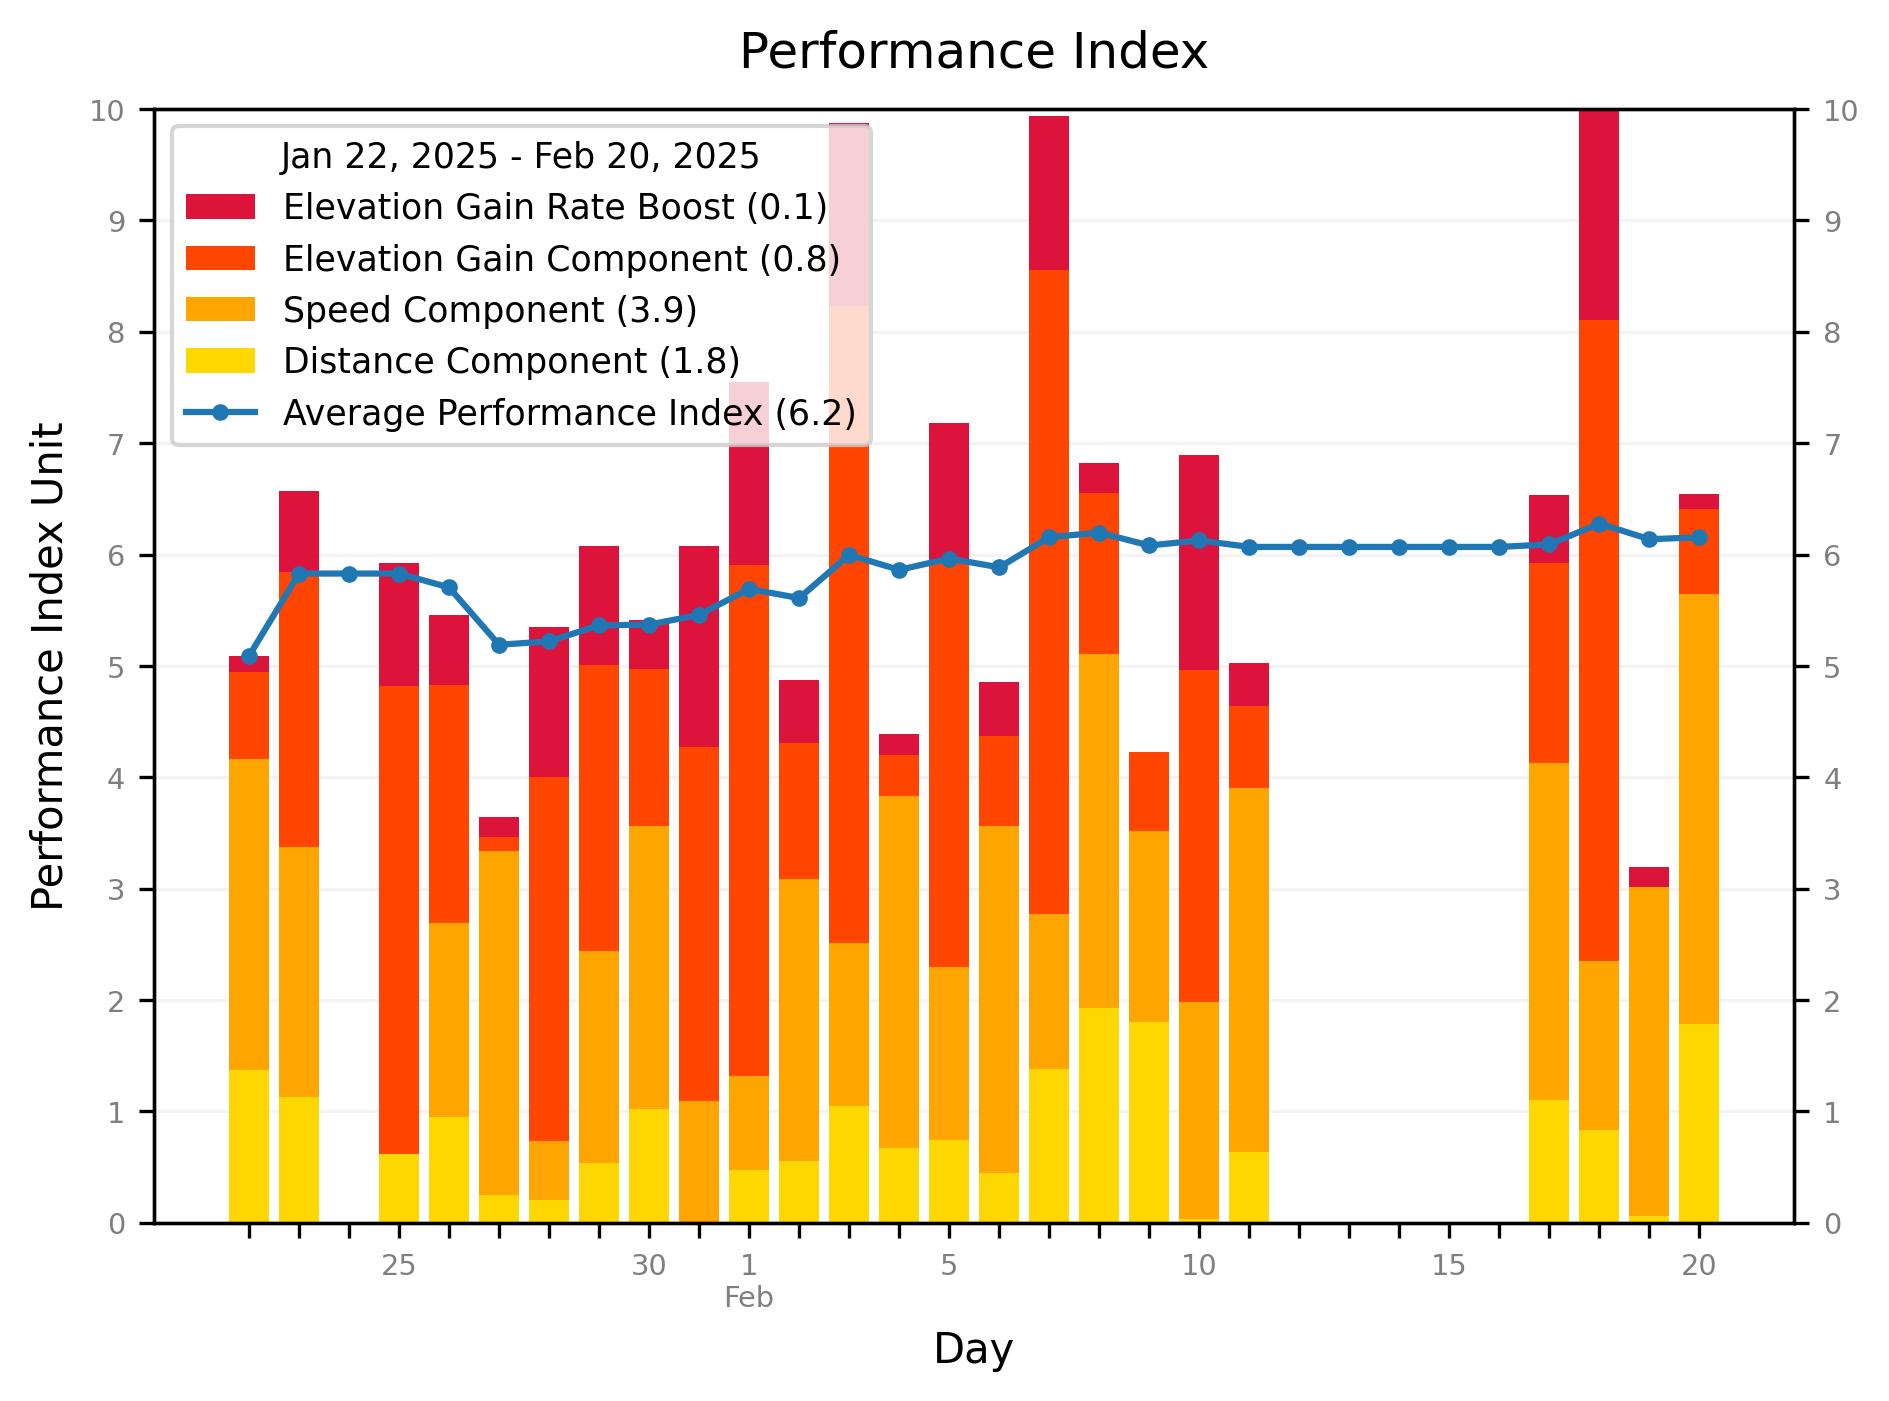 Performance Index
Jan 22, 2025 - Feb 20, 2025
Elevation Gain Rate Boost (0.1)
Elevation Gain Component (0.8)
Speed Component (3.9)
Distance Component (1.8)
Average Performance Index (6.2)
Performance Index Unit
10
9
8
7
6
5
4
3
2
1
0
10
9
8
7
6
5
4
3
2
1
0
25 30 1 5 10 15 20
Feb
Day